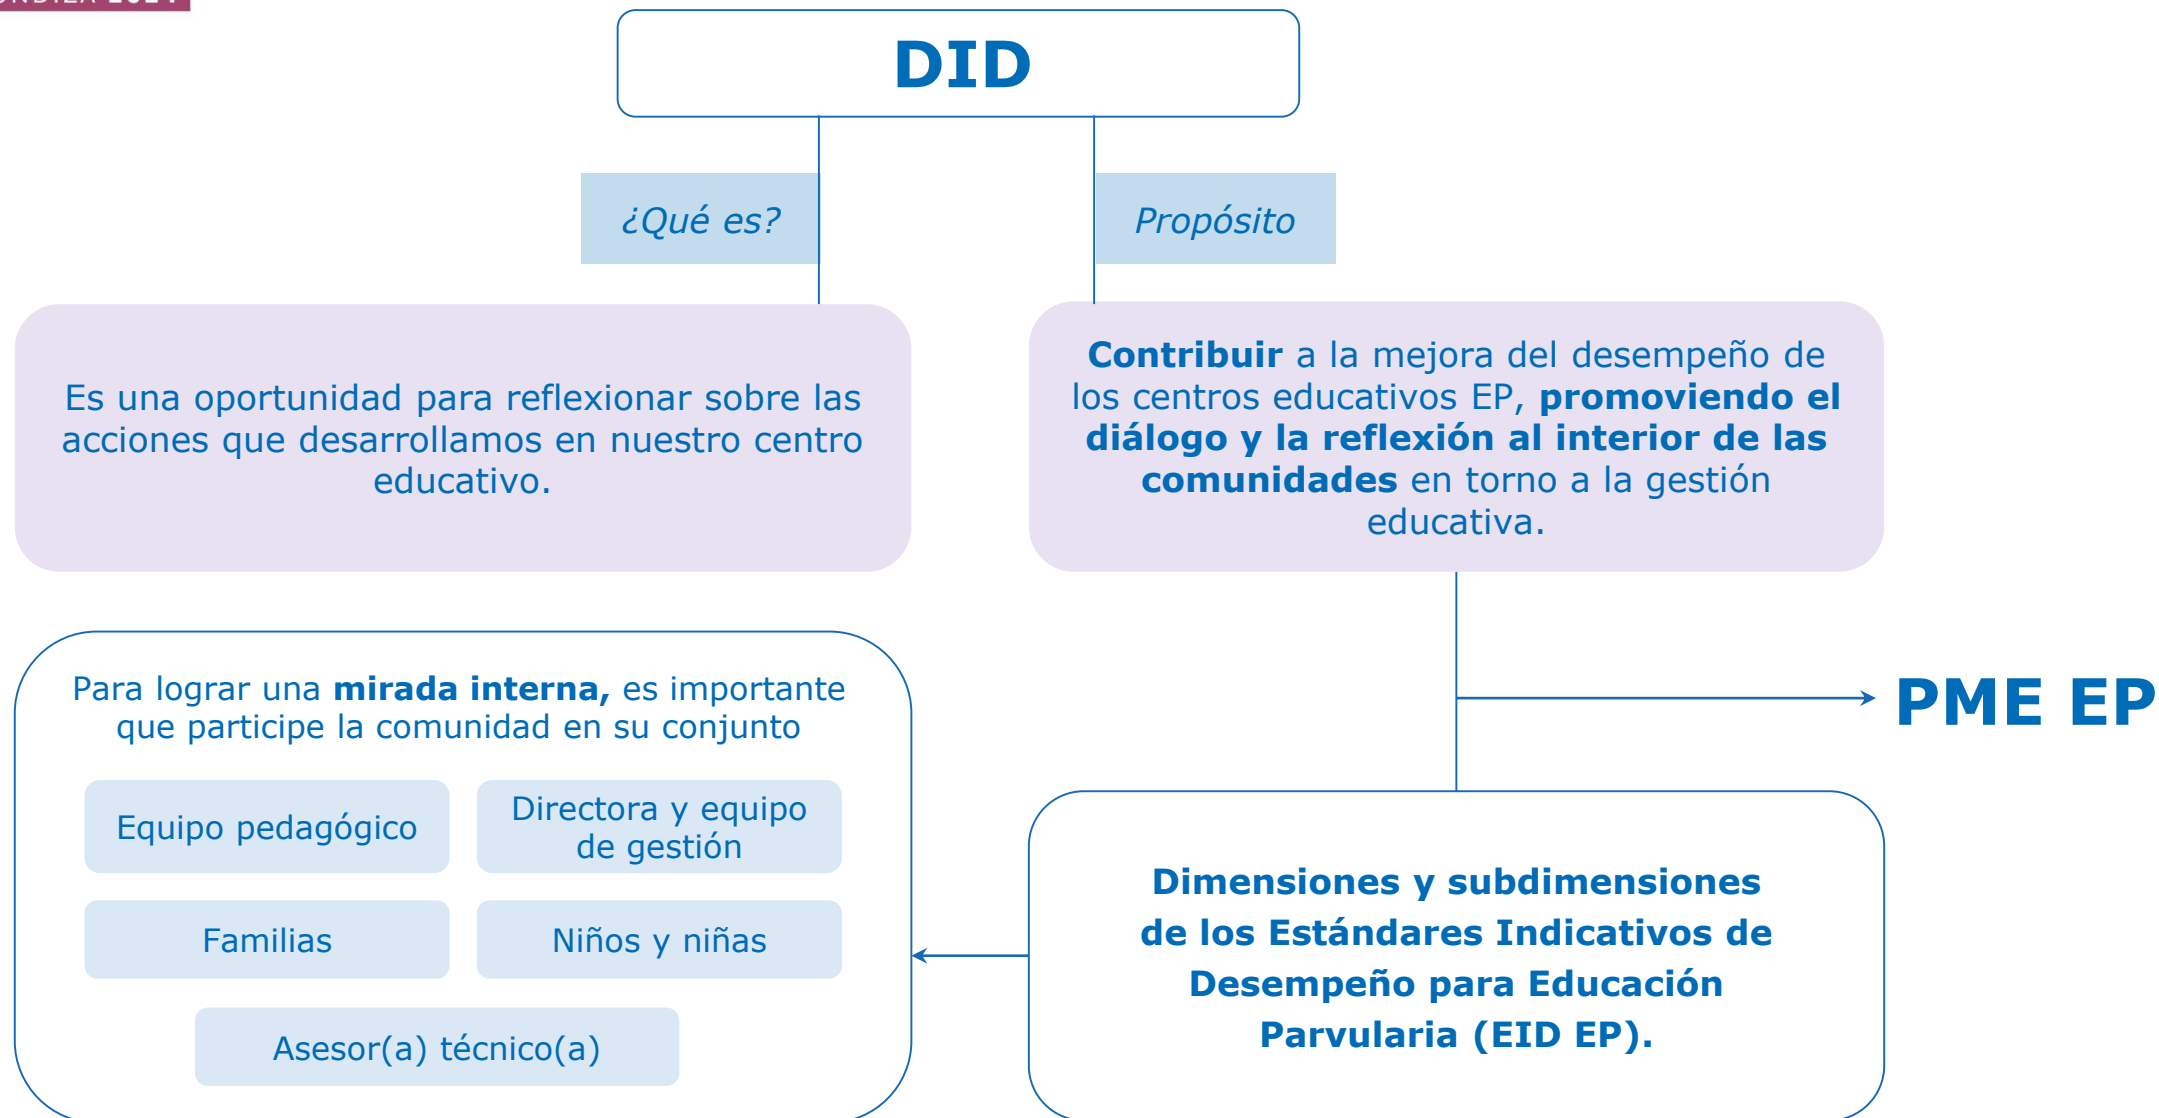 2024
DID
¿Qué es?
Propósito
Es una oportunidad para reflexionar sobre las
acciones que desarrollamos en nuestro centro
educativo.
Contribuir a la mejora del desempeño de
los centros educativos EP, promoviendo el
diálogo y la reflexión al interior de las
comunidades en torno a la gestión
educativa.
Para lograr una mirada interna, es importante
que participe la comunidad en su conjunto
Equipo pedagógico
Directora y equipo
de gestión
Familias
Niños y niñas
Asesor(a) técnico(a)
PME EP
Dimensiones y subdimensiones
de los Estándares Indicativos de
Desempeño para Educación
Parvularia (EID EP).